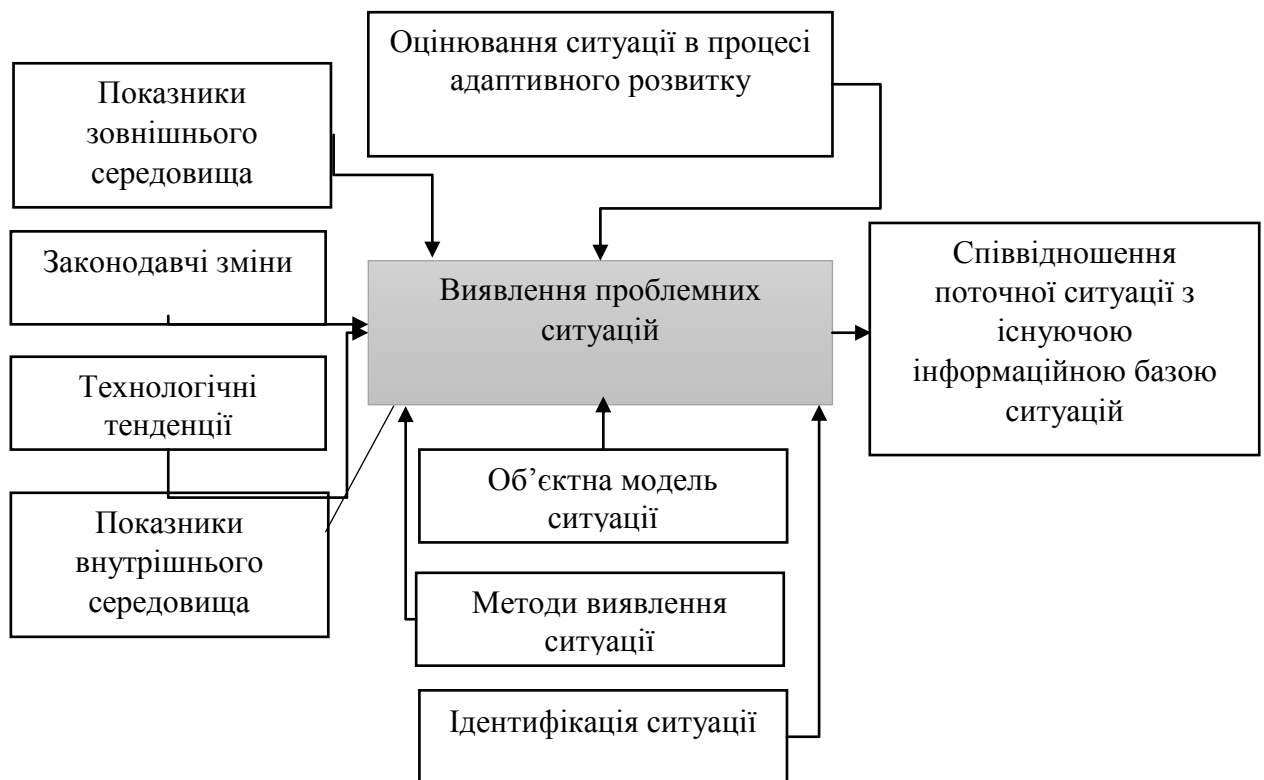 Оцінювання ситуації в процесі
адаптивного розвитку
Показники
зовнішнього
середовища
Законодавчі зміни
Технологічні
тенденції
Показники
внутрішнього
середовища
Виявлення проблемних
ситуацій
Об’єктна модель
ситуації
Методи виявлення
ситуації
Ідентифікація ситуації
Співвідношення
поточної ситуації з
існуючою
інформаційною базою
ситуацій